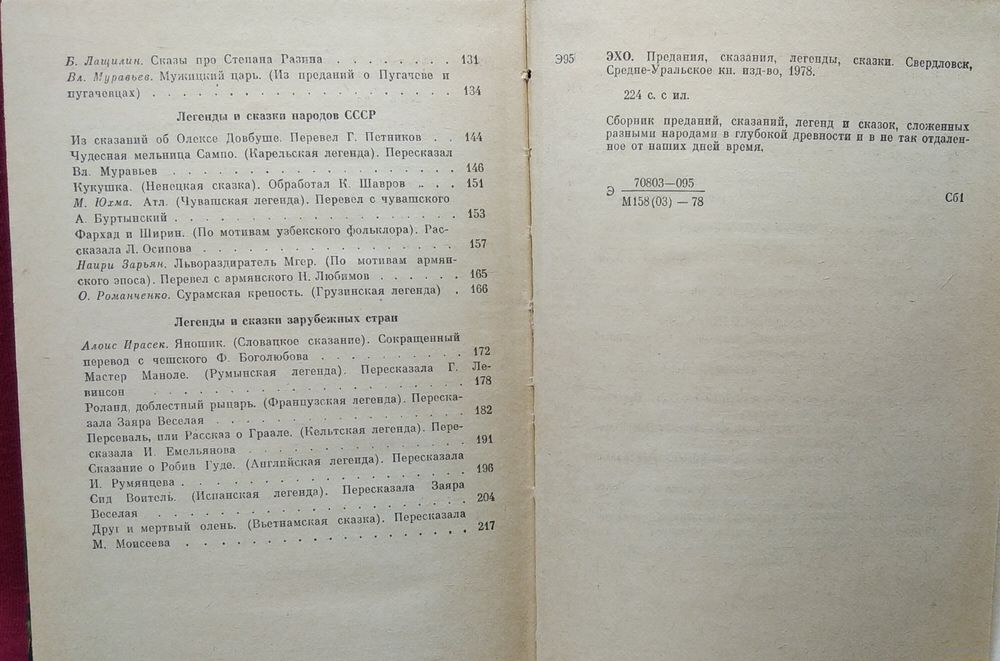 Б. Лащилин. Сказы про Степана Разина . . . . . . . . 131
Вл. Муравьев. Мужицкий царь. (Из преданий о Пугачеве и
пугачевцах) . . . . . . . . . . . . . . . . . . . 134
Легенды и сказки народов СССР
Из сказаний об Олексе Довбуше. Перевел Г. Петников . . 144
Чудесная мельница Сампо. (Карельская легенда). Пересказал
Вл. Муравьев . . . . . . . . . . . . . . . . . . 146
Кукушка. (Ненецкая сказка). Обработал К. Шавров . . . 151
М. Юхма. Атл. (Чувашская легенда). Перевел с чувашского
А. Буртынский . . . . . . . . . . . . . . . . . 153
Фархад и Ширин. (По мотивам узбекского фольклора). Рас-
сказала Л. Осипова . . . . . . . . . . . . . . . 157
Наири Зарьян. Львораздиратель Мгер. (По мотивам армян-
ского эпоса). Перевел с армянского Н. Любимов . . . . . . 165
О. Романченко. Сурамская крепость. (Грузинская легенда) . 166
Легенды и сказки зарубежных стран
Алоис Ирасек. Яношик. (Словацкое сказание). Сокращенный
перевод с чешского Ф. Боголюбова . . . . . . . . . . 172
Мастер Маноле. (Румынская легенда). Пересказала Г. Ле-
винсон . . . . . . . . . . . . . . . . . . . . 178
Роланд, доблестный рыцарь. (Французская легенда). Переска-
зала Заяра Веселая . . . . . . . . . . . . . . . 182
Персеваль, или Рассказ о Граале. (Кельтская легенда). Пере-
сказала И. Емельянова . . . . . . . . . . . . . . 191
Сказание о Робин Гуде. (Английская легенда). Пересказала
И. Румянцева . . . . . . . . . . . . . . . . . 196
Сид Воитель. (Испанская легенда). Пересказала Заяра
Веселая . . . . . . . . . . . . . . . . . . . 204
Друг и мертвый олень. (Вьетнамская сказка). Пересказала
М. Моисеева . . . . . . . . . . . . . . . . . 217
Э95 ЭХО. Предания, сказания, легенды, сказки. Свердловск,
Средне-Уральское кн. изд-во, 1978.
224 с. с ил.
Сборник преданий, сказаний, легенд и сказок, сложенных
разными народами в глубокой древности и в не так отдален-
ное от наших дней время.
70803—095
Э
М158(03)—78
Сб1